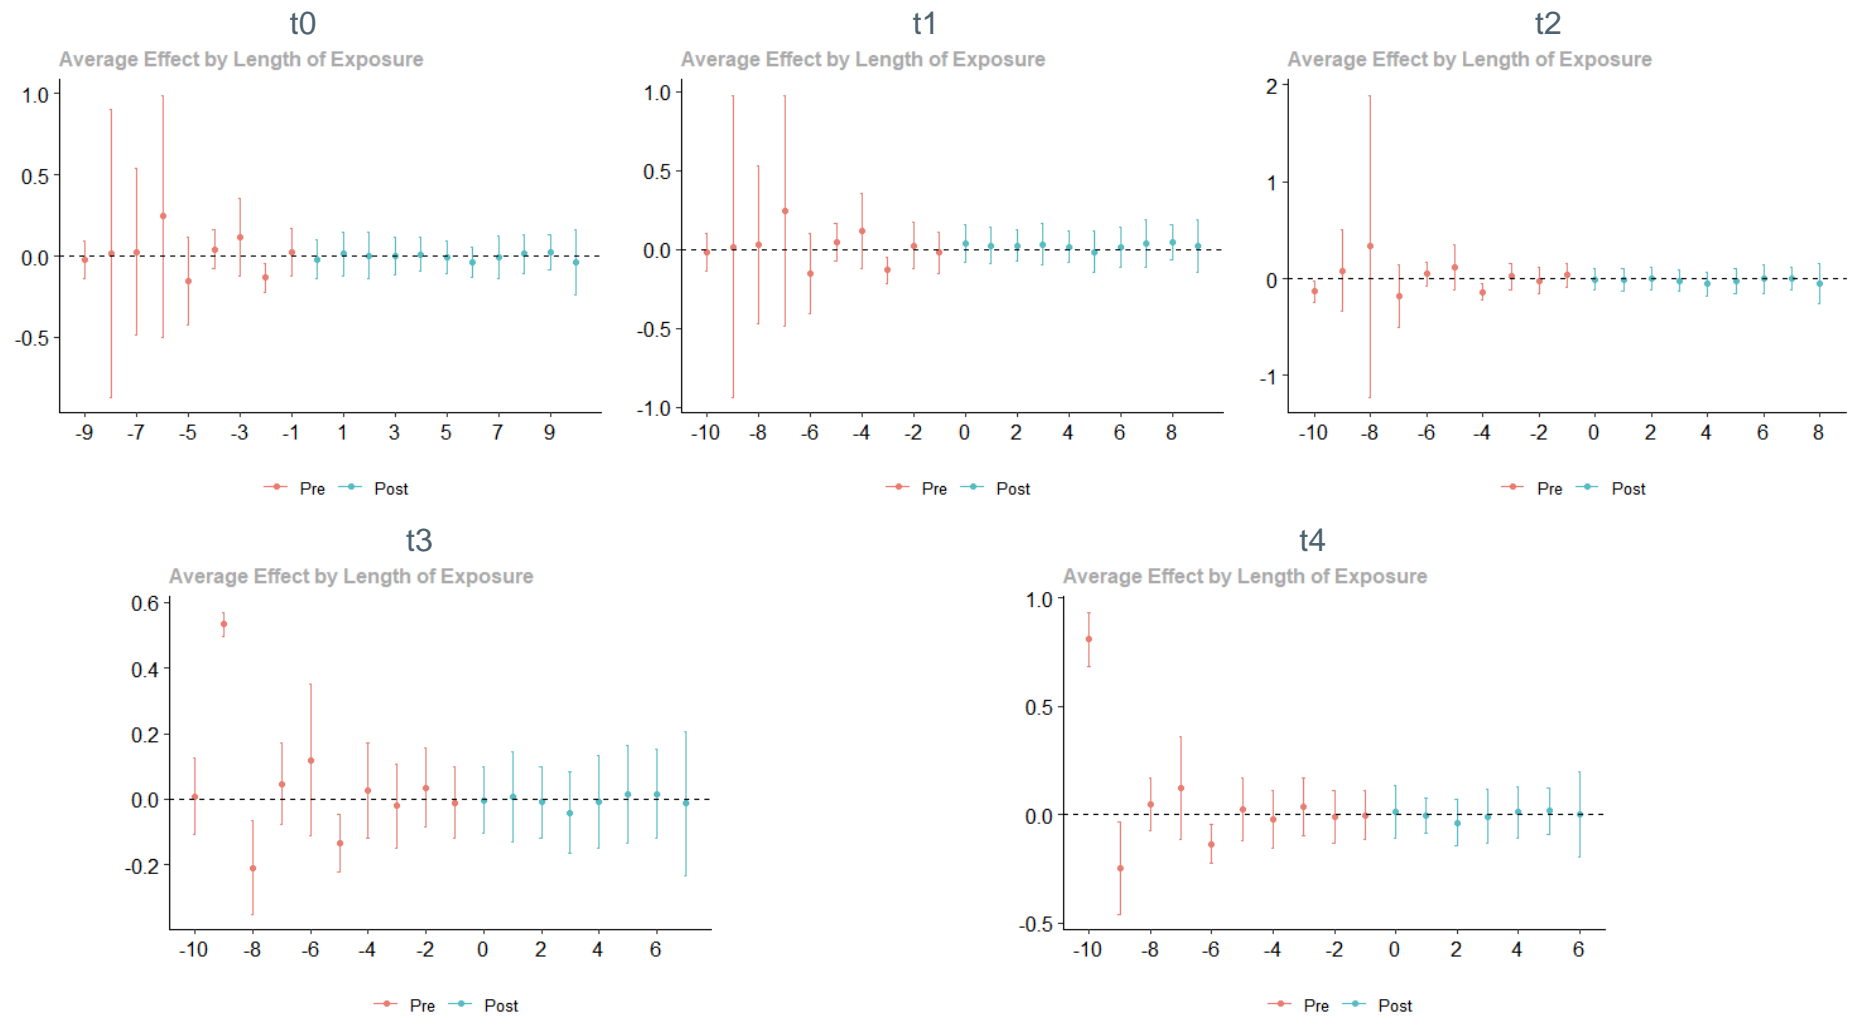 t0
Average Effect by Length of Exposure
1.0
0.5
0.0
-0.5
-9 -7 -5 -3 -1 1 3 5 7 9
Pre Post
t1
Average Effect by Length of Exposure
1.0
0.5
0.0
-0.5
-1.0
-10 -8 -6 -4 -2 0 2 4 6 8
Pre Post
t2
Average Effect by Length of Exposure
2
1
0
-1
-10 -8 -6 -4 -2 0 2 4 6 8
Pre Post
t3
Average Effect by Length of Exposure
0.6
0.4
0.2
0.0
-0.2
-10 -8 -6 -4 -2 0 2 4 6
Pre Post
t4
Average Effect by Length of Exposure
1.0
0.5
0.0
-0.5
-10 -8 -6 -4 -2 0 2 4 6
Pre Post